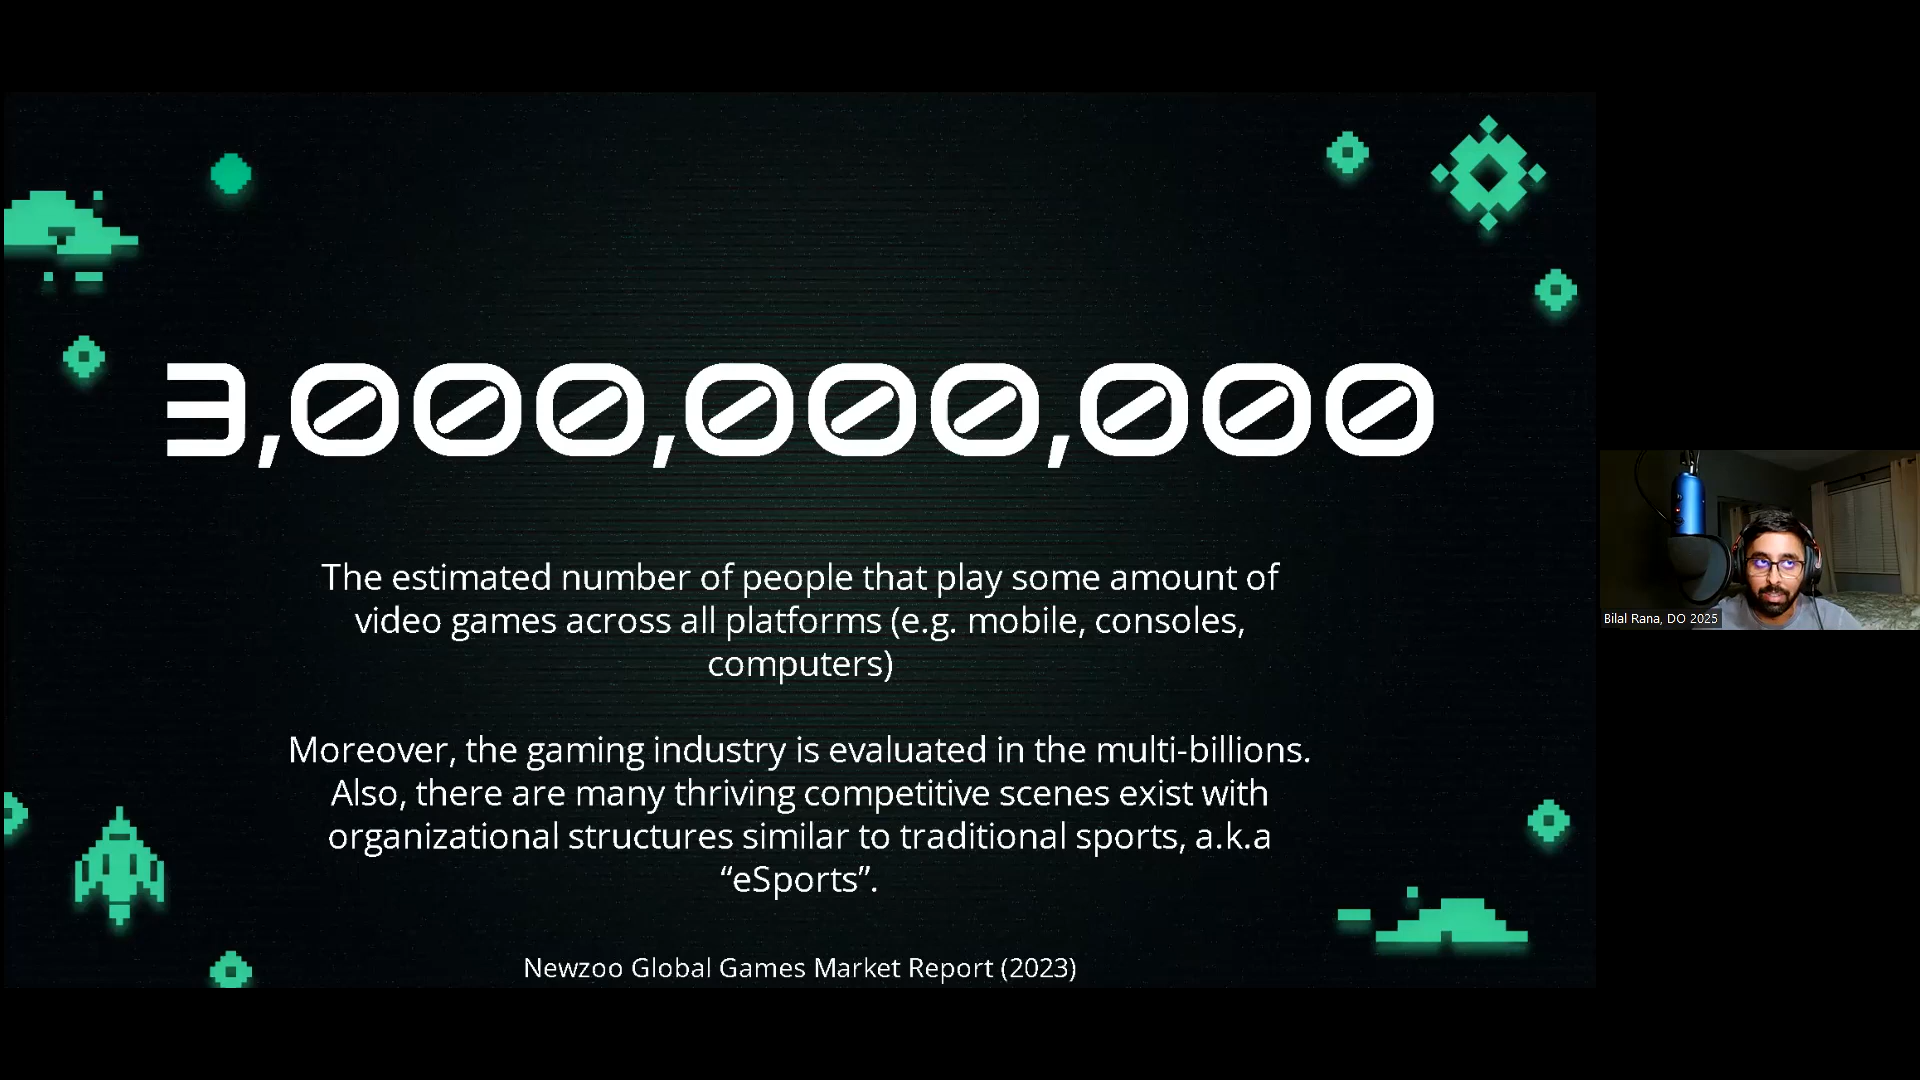 3,000,000,000
The estimated number of people that play some amount of
video games across all platforms (e.g. mobile, consoles,
computers)
Moreover, the gaming industry is evaluated in the multi-billions.
Also, there are many thriving competitive scenes exist with
organizational structures similar to traditional sports, a.k.a
“eSports”.
Newzoo Global Games Market Report (2023)
Bilal Rana, DO 2025